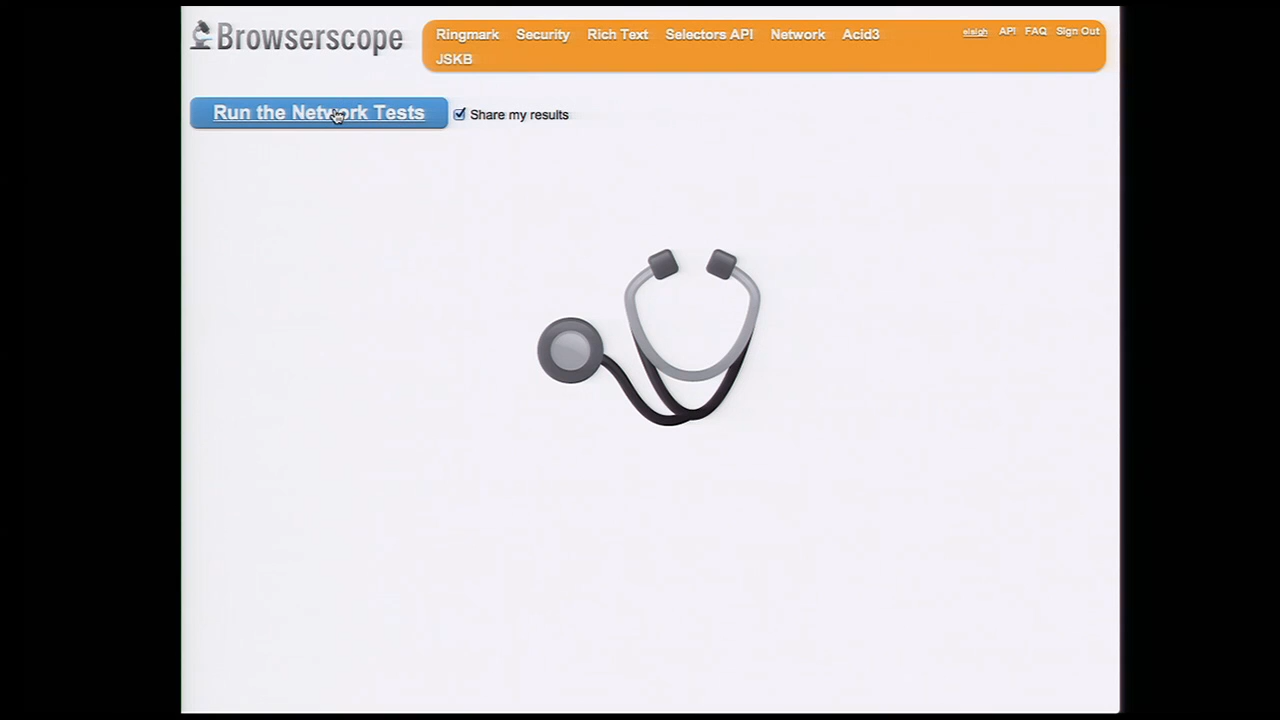 Browserscope
Ringmark Security Rich Text Selectors API Network Acid3
JSKB
elsigh API FAQ Sign Out
Run the Network Tests
Share my results